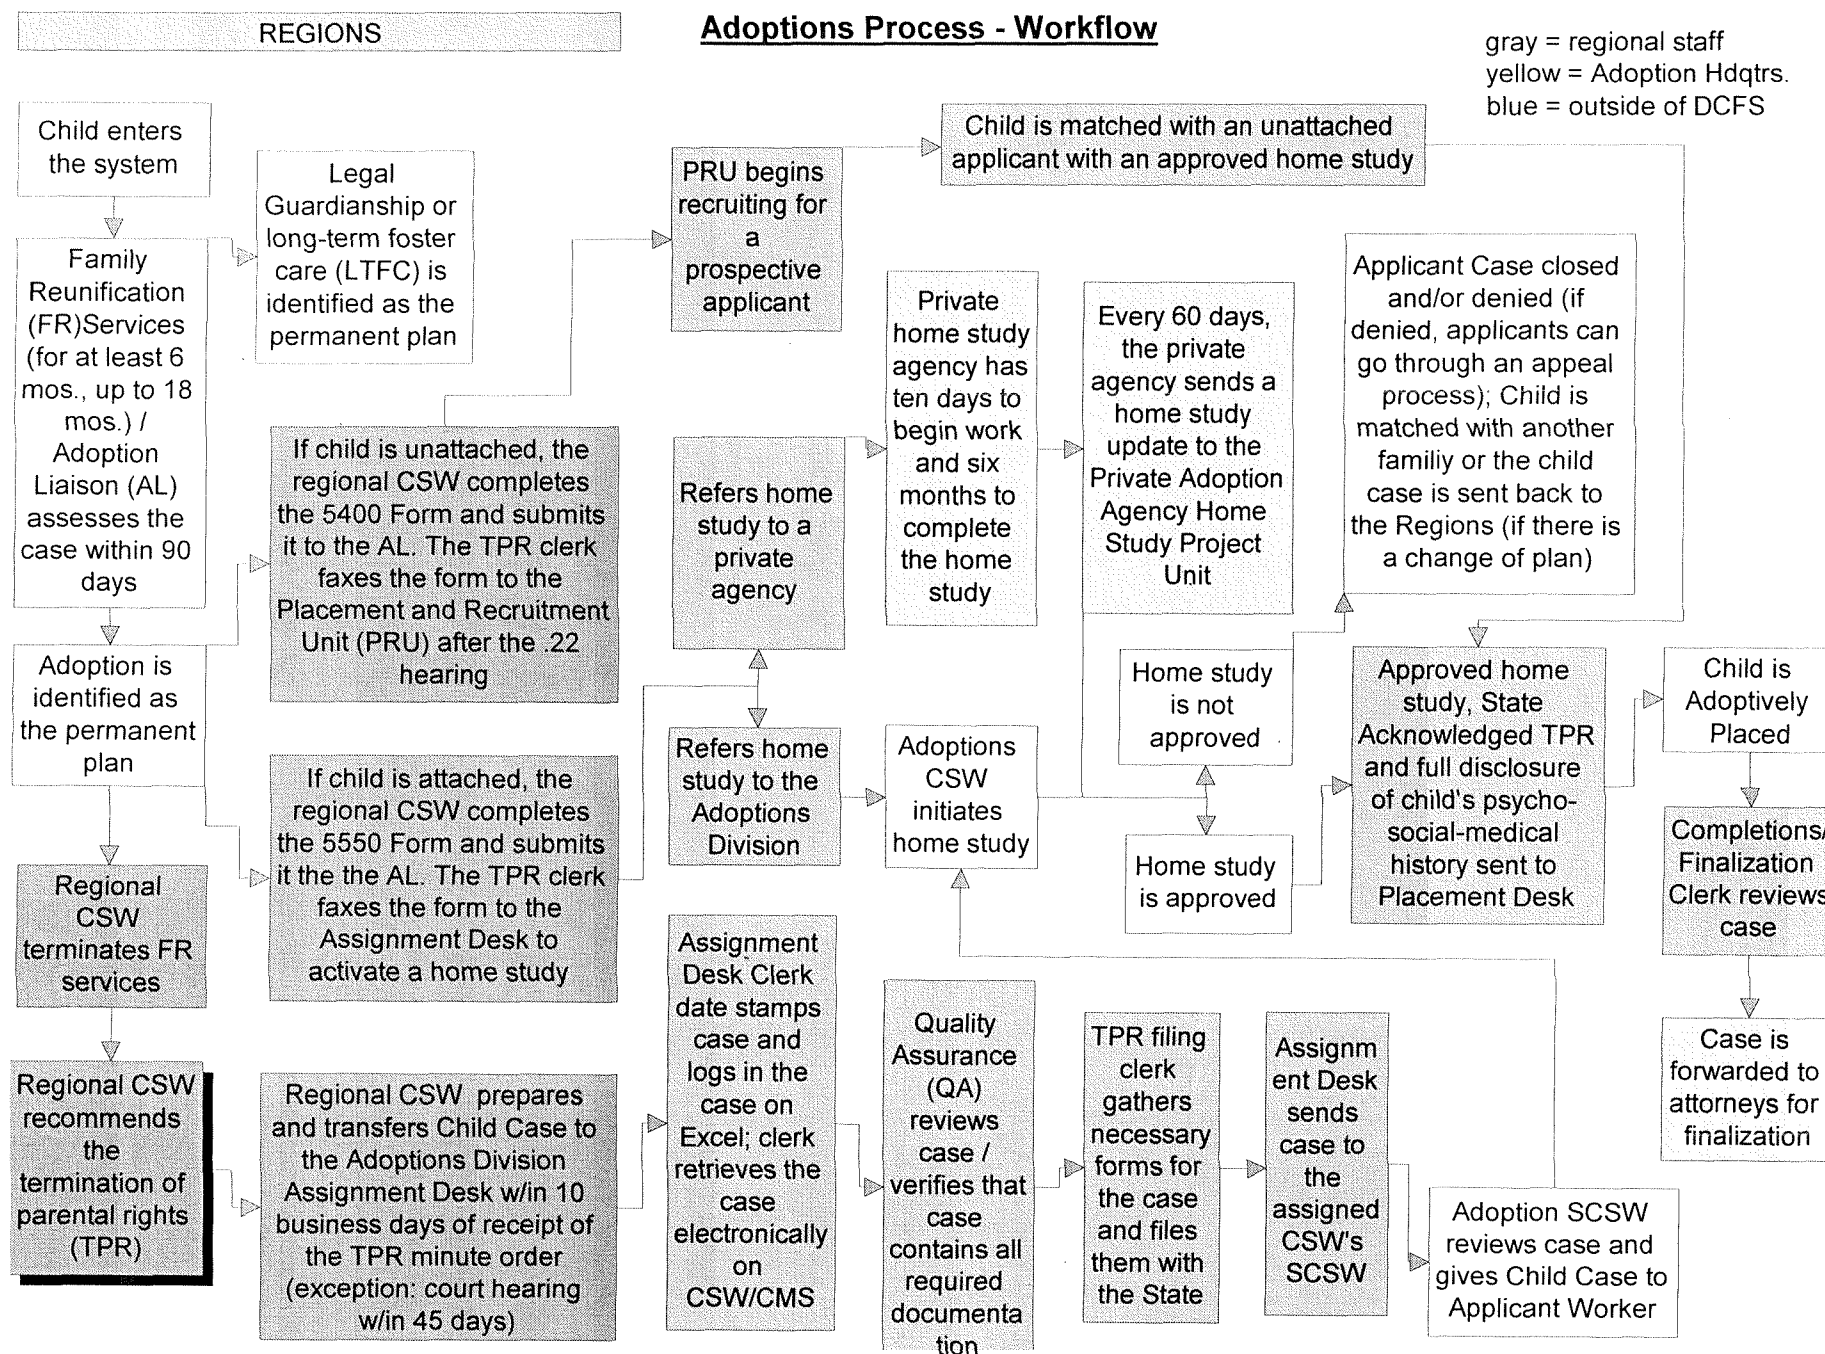 REGIONS
Adoptions Process - Workflow
gray = regional staff
yellow = Adoption Hdqtrs.
blue = outside of DCFS
Child enters
the system
Legal
Guardianship or
long-term foster
care (LTFC) is
identified as the
permanent plan
PRU begins
recruiting for
a
prospective
applicant
Child is matched with an unattached
applicant with an approved home study
Family
Reunification
(FR)Services
(for at least 6
mos., up to 18
mos.) /
Adoption
Liaison (AL)
assesses the
case within 90
days
If child is unattached, the
regional CSW completes
the 5400 Form and submits
it to the AL. The TPR clerk
faxes the form to the
Placement and Recruitment
Unit (PRU) after the .22
hearing
Refers home
study to a
private
agency
Private
home study
agency has
ten days to
begin work
and six
months to
complete
the home
study
Every 60 days,
the private
agency sends a
home study
update to the
Private Adoption
Agency Home
Study Project
Unit
Applicant Case closed
and/or denied (if
denied, applicants can
go through an appeal
process); Child is
matched with another
familiy or the child
case is sent back to
the Regions (if there is
a change of plan)
Adoption is
identified as
the permanent
plan
If child is attached, the
regional CSW completes
the 5550 Form and submits
it the the AL. The TPR clerk
faxes the form to the
Assignment Desk to
activate a home study
Refers home
study to the
Adoptions
Division
Adoptions
CSW
initiates
home study
Home study
is not
approved
Home study
is approved
Approved home
study, State
Acknowledged TPR
and full disclosure
of child's psycho-
social-medical
history sent to
Placement Desk
Child is
Adoptively
Placed
Completions/
Finalization
Clerk reviews
case
Case is
forwarded to
attorneys for
finalization
Regional
CSW
terminates FR
services
Regional CSW
recommends
the
termination of
parental rights
(TPR)
Regional CSW prepares
and transfers Child Case to
the Adoptions Division
Assignment Desk w/in 10
business days of receipt of
the TPR minute order
(exception: court hearing
w/in 45 days)
Assignment
Desk Clerk
date stamps
case and
logs in the
case on
Excel; clerk
retrieves the
case
electronically
on
CSW/CMS
Quality
Assurance
(QA)
reviews
case /
verifies that
case
contains all
required
documenta
tion
TPR filing
clerk
gathers
necessary
forms for
the case
and files
them with
the State
Assignm
ent Desk
sends
case to
the
assigned
CSW's
SCSW
Adoption SCSW
reviews case and
gives Child Case to
Applicant Worker